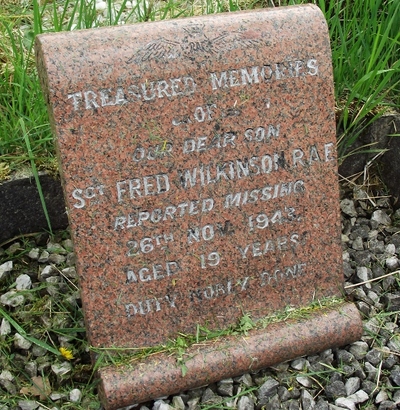 TREASURED MEMORIES
OF
OUR DEAR SON
SGT FRED WILKINSON. R.A.F.
REPORTED MISSING
26TH NOV. 1943.
AGED 19 YEARS
DUTY NOBLY DONE